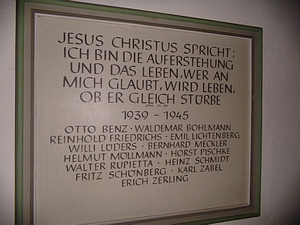 JESUS CHRISTUS SPRICHT:
ICH BIN DIE AUFERSTEHUNG
UND DAS LEBEN, WER AN
MICH GLAUBT, WIRD LEBEN,
OB ER GLEICH STÜRBE
1939 - 1945
OTTO BENZ · WALDEMAR BOHLMANN
REINHOLD FRIEDRICHS · EMIL LICHTENBERG
WILLI LÖDERS · BERNHARD MECKLER
HELMUT MÖLLMANN · HORST PISCHKE
WALTER RUPIETTA · HEINZ SCHMIDT
FRITZ SCHÖNBERG · KARL ZABEL
ERICH ZERLING